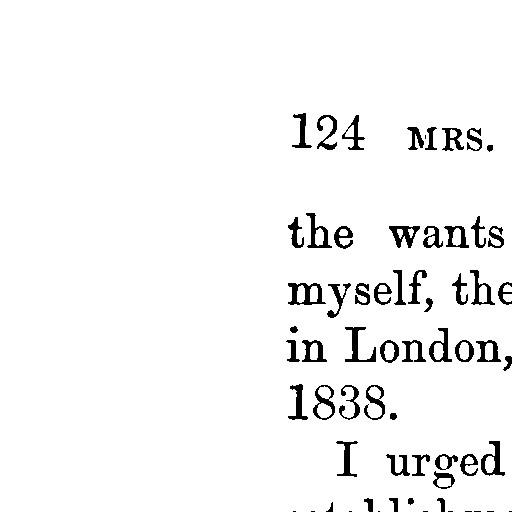 124 MRS.
the wants
myself, the
in London,
1838.
I urged